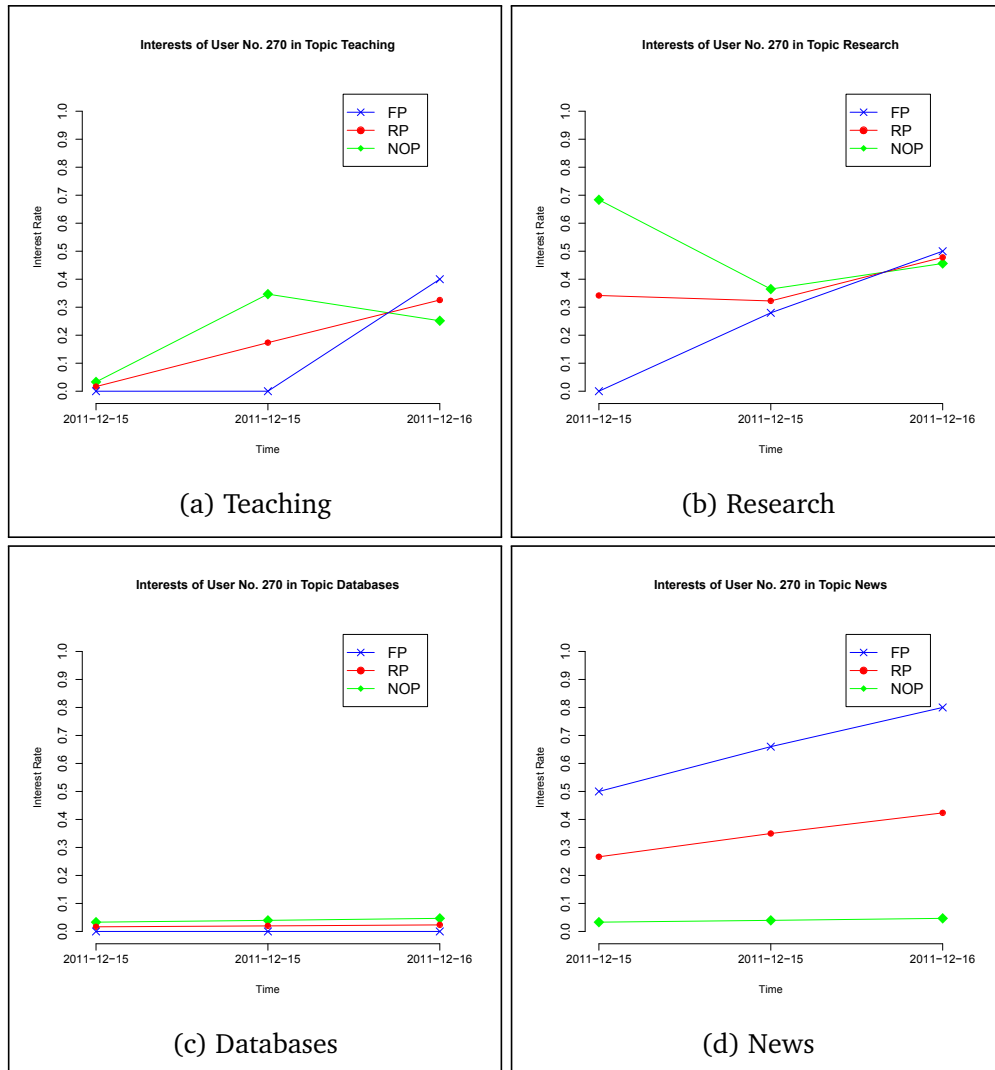 Interests of User No. 270 in Topic Teaching
FP
RP
NOP
Interest Rate
0.0 0.1 0.2 0.3 0.4 0.5 0.6 0.7 0.8 0.9 1.0
2011−12−15 2011−12−15 2011−12−16
Time
(a) Teaching
Interests of User No. 270 in Topic Research
FP
RP
NOP
Interest Rate
0.0 0.1 0.2 0.3 0.4 0.5 0.6 0.7 0.8 0.9 1.0
2011−12−15 2011−12−15 2011−12−16
Time
(b) Research
Interests of User No. 270 in Topic Databases
FP
RP
NOP
Interest Rate
0.0 0.1 0.2 0.3 0.4 0.5 0.6 0.7 0.8 0.9 1.0
2011−12−15 2011−12−15 2011−12−16
Time
(c) Databases
Interests of User No. 270 in Topic News
FP
RP
NOP
Interest Rate
0.0 0.1 0.2 0.3 0.4 0.5 0.6 0.7 0.8 0.9 1.0
2011−12−15 2011−12−15 2011−12−16
Time
(d) News